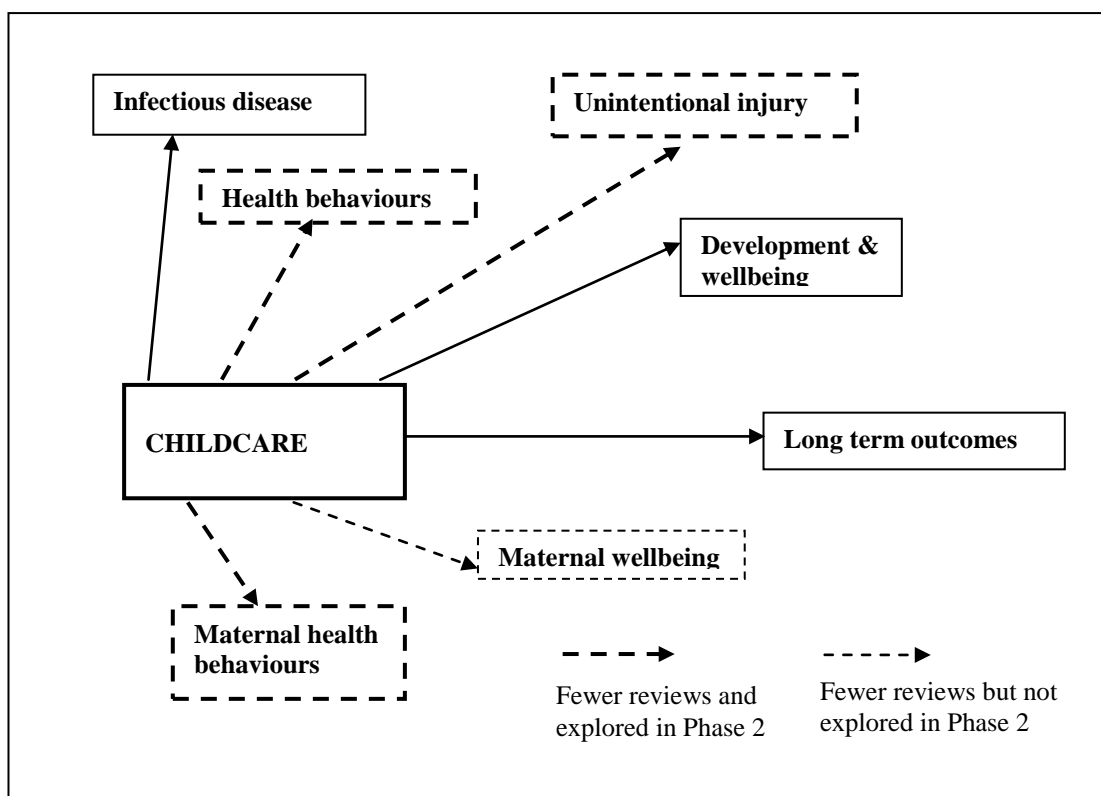 Infectious disease
Unintentional injury
Health behaviours
Development &
wellbeing
CHILDCARE
Long term outcomes
Maternal wellbeing
Maternal health
behaviours
Fewer reviews and
explored in Phase 2
Fewer reviews but not
explored in Phase 2